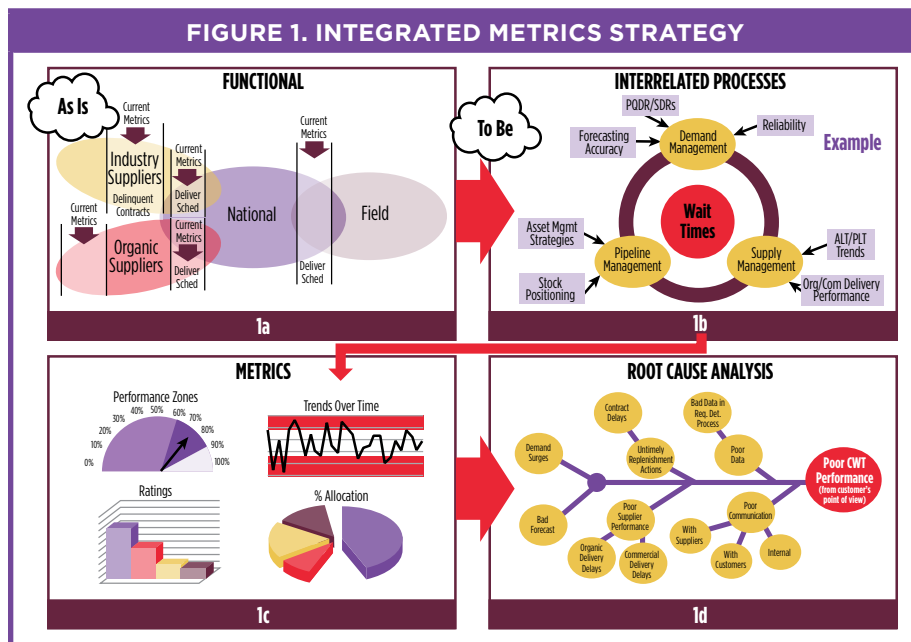 FIGURE 1. INTEGRATED METRICS STRATEGY
FUNCTIONAL
As Is
Current
Metrics
Industry
Suppliers
Delinquent
Contracts
Current
Metrics
Deliver
Sched
Current
Metrics
National
Field
Deliver
Sched
Current
Metrics
Organic
Suppliers
Current
Metrics
Deliver
Sched
1a
INTERRELATED PROCESSES
To Be
PQDR/SDRs
Forecasting
Accuracy
Reliability
Example
Demand
Management
Wait
Times
Asset Mgmt
Strategies
Pipeline
Management
Stock
Positioning
Supply
Management
ALT/PLT
Trends
Org/Com Delivery
Performance
1b
METRICS
Performance Zones
0%
10%
20%
30%
40%
50%
60%
70%
80%
90%
100%
Trends Over Time
Ratings
% Allocation
1c
ROOT CAUSE ANALYSIS
Demand
Surges
Contract
Delays
Untimely
Replenishment
Actions
Bad Data in
Req. Det.
Process
Poor
Data
Poor CWT
Performance
(from customer's
point of view)
Bad
Forecast
Poor
Supplier
Performance
Organic
Delivery
Delays
Commercial
Delivery
Delays
Poor
Communication
With
Suppliers
With
Customers
Internal
1d